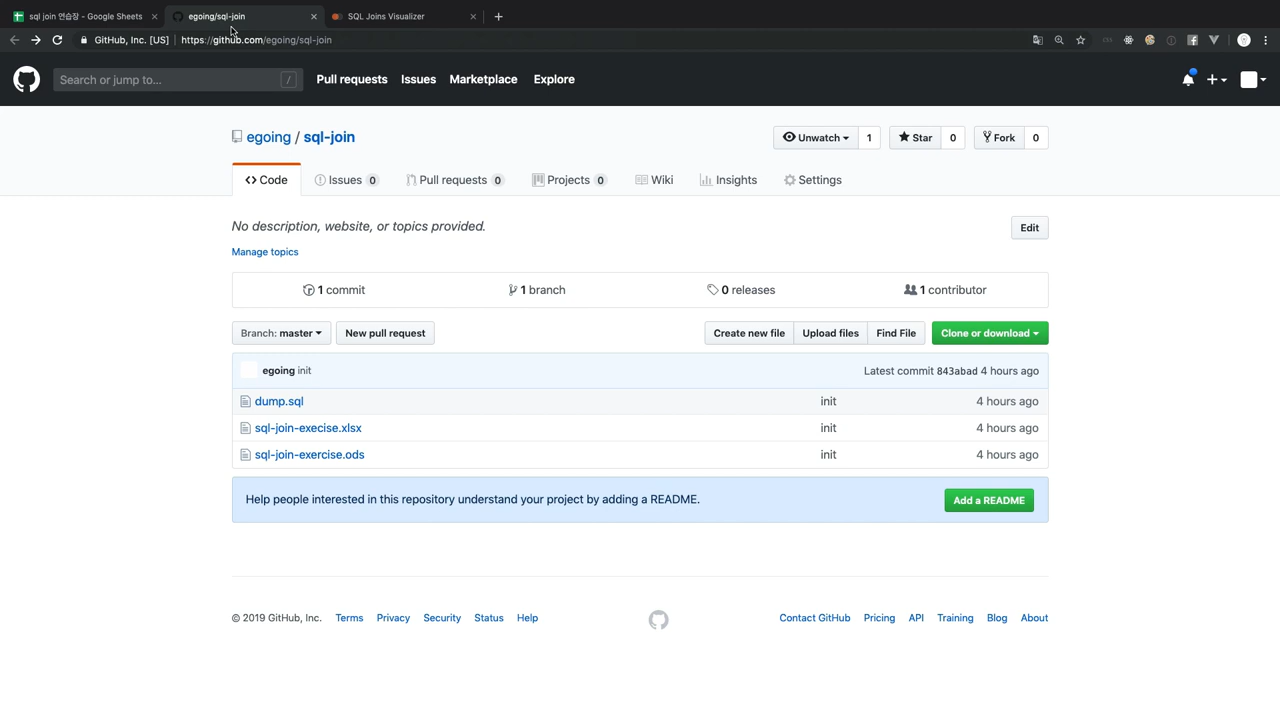 sql join 연습장 - Google Sheets
egoing/sql-join
SQL Joins Visualizer
GitHub, Inc. [US] | https://github.com/egoing/sql-join
Search or jump to... /
Pull requests Issues Marketplace Explore
egoing / sql-join
Unwatch 1 Star 0 Fork 0
Code Issues 0 Pull requests 0 Projects 0 Wiki Insights Settings
No description, website, or topics provided.
Edit
Manage topics
1 commit 1 branch 0 releases 1 contributor
Branch: master New pull request Create new file Upload files Find File Clone or download
egoing init Latest commit 843abad 4 hours ago
dump.sql init 4 hours ago
sql-join-execise.xlsx init 4 hours ago
sql-join-exercise.ods init 4 hours ago
Help people interested in this repository understand your project by adding a README. Add a README
© 2019 GitHub, Inc. Terms Privacy Security Status Help Contact GitHub Pricing API Training Blog About